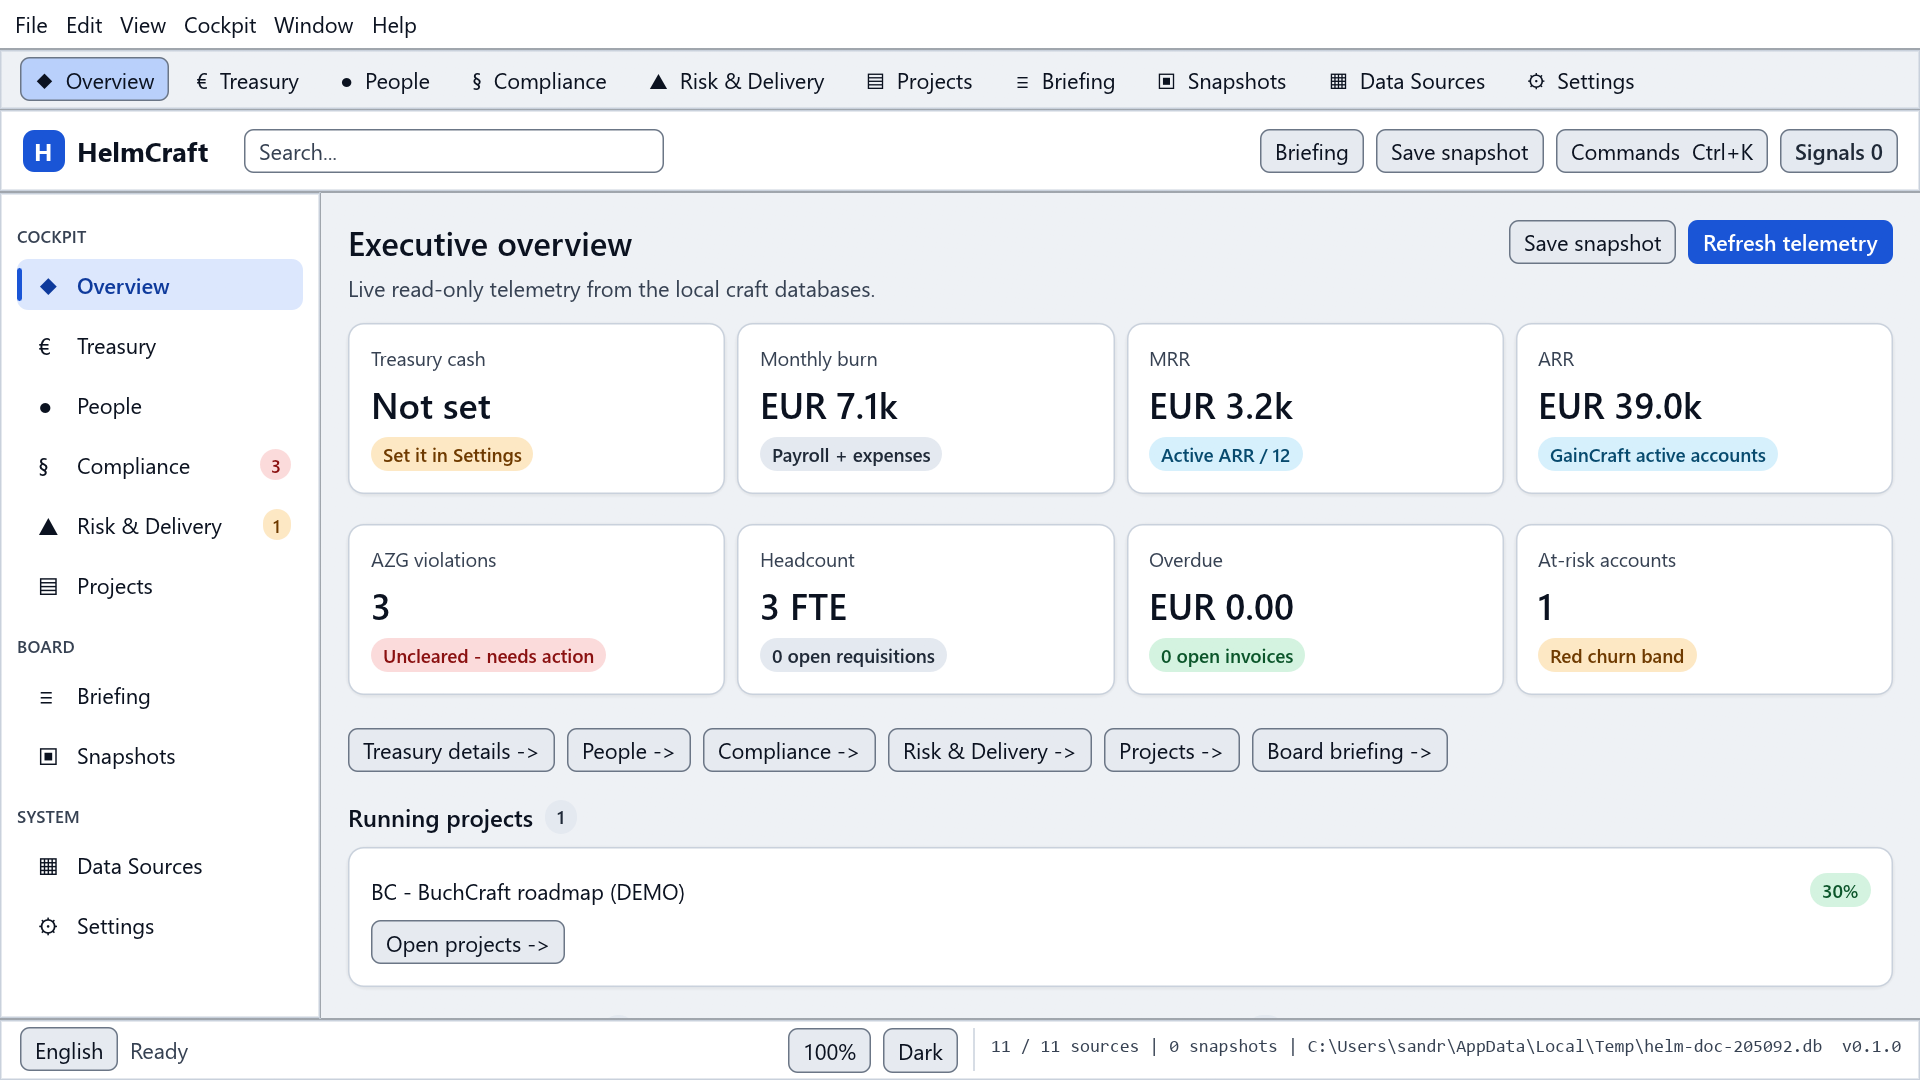 File Edit View Cockpit Window Help
◆ Overview € Treasury ● People § Compliance ▲ Risk & Delivery ▤ Projects ☰ Briefing ▣ Snapshots ▦ Data Sources ⚙ Settings
H HelmCraft Search... Briefing Save snapshot Commands Ctrl+K Signals 0
COCKPIT
◆ Overview
€ Treasury
● People
§ Compliance 3
▲ Risk & Delivery 1
▤ Projects
BOARD
☰ Briefing
▣ Snapshots
SYSTEM
▦ Data Sources
⚙ Settings
Executive overview Save snapshot Refresh telemetry
Live read-only telemetry from the local craft databases.
Treasury cash
Not set
Set it in Settings
Monthly burn
EUR 7.1k
Payroll + expenses
MRR
EUR 3.2k
Active ARR / 12
ARR
EUR 39.0k
GainCraft active accounts
AZG violations
3
Uncleared - needs action
Headcount
3 FTE
0 open requisitions
Overdue
EUR 0.00
0 open invoices
At-risk accounts
1
Red churn band
Treasury details -> People -> Compliance -> Risk & Delivery -> Projects -> Board briefing ->
Running projects 1
BC - BuchCraft roadmap (DEMO) 30%
Open projects ->
English Ready 100% Dark 11 / 11 sources | 0 snapshots | C:\Users\sandr\AppData\Local\Temp\helm-doc-205092.db v0.1.0